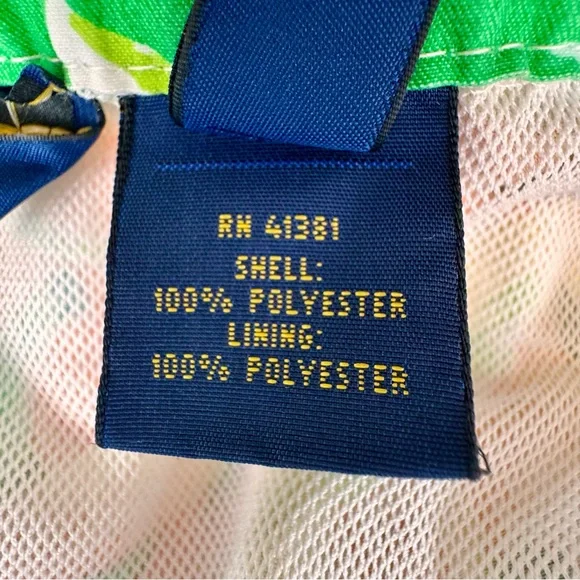 RN 41381
SHELL:
100% POLYESTER
LINING:
100% POLYESTER